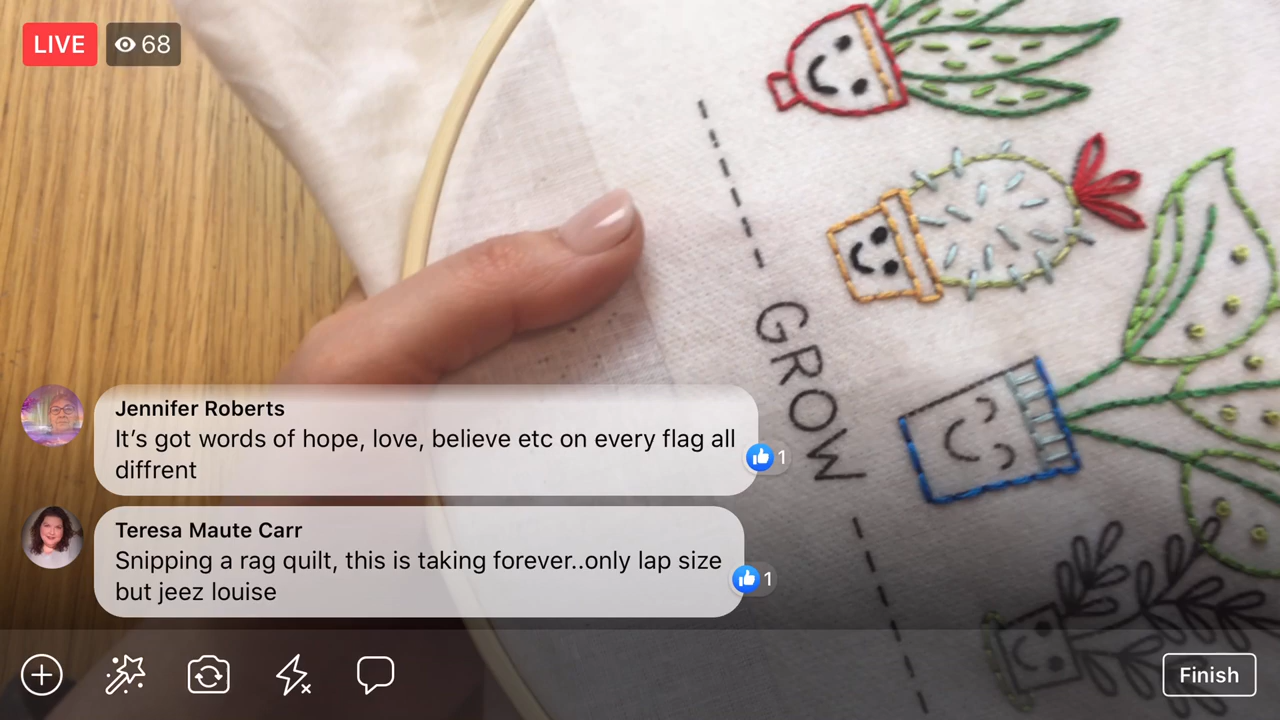 LIVE 68
GROW
Jennifer Roberts
It’s got words of hope, love, believe etc on every flag all
diffrent
1
Teresa Maute Carr
Snipping a rag quilt, this is taking forever..only lap size
but jeez louise
1
Finish